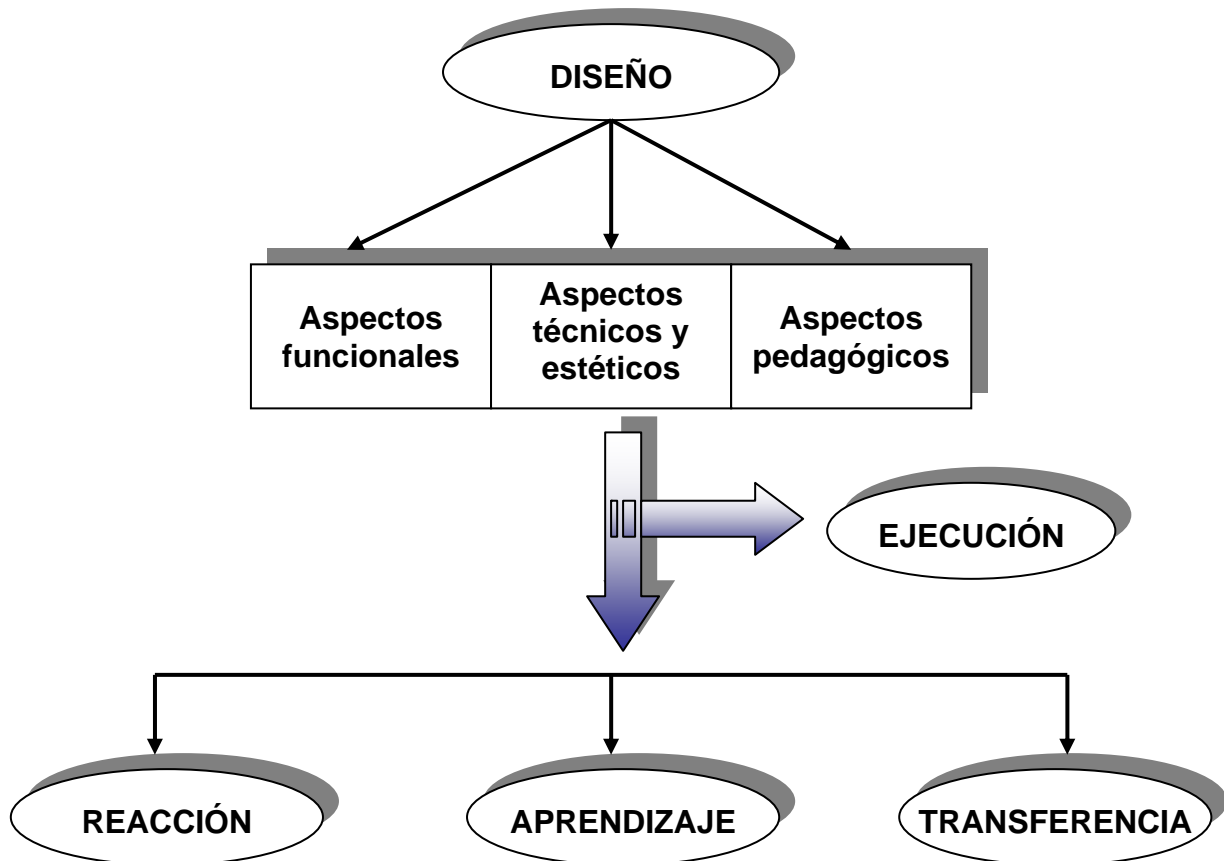 DISEÑO
Aspectos
funcionales
Aspectos
técnicos y
estéticos
Aspectos
pedagógicos
EJECUCIÓN
REACCIÓN
APRENDIZAJE
TRANSFERENCIA